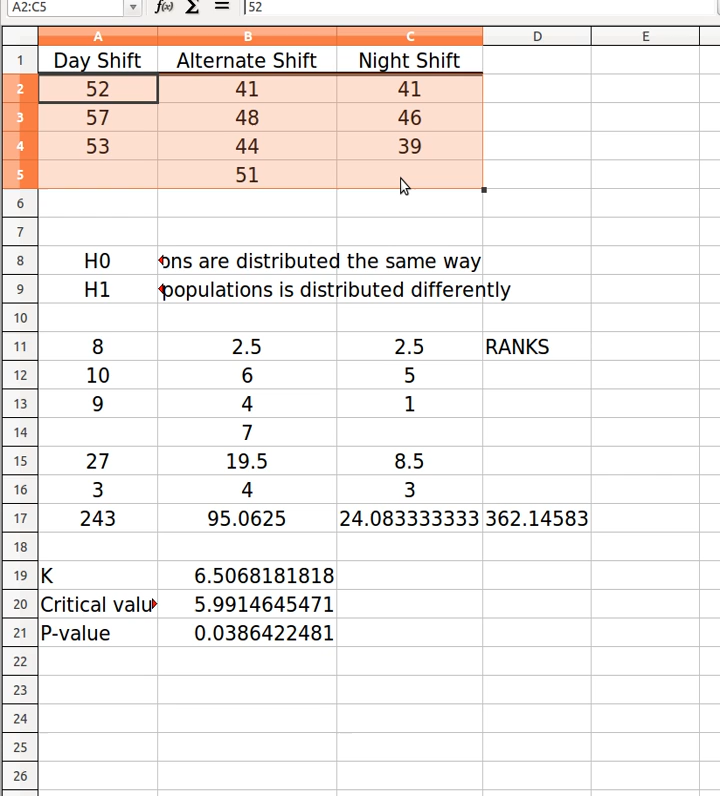 A2:C5 f(x) Σ = 52
A B C D E
1 Day Shift Alternate Shift Night Shift
2 52 41 41
3 57 48 46
4 53 44 39
5 51
6
7
8 H0 ons are distributed the same way
9 H1 populations is distributed differently
10
11 8 2.5 2.5 RANKS
12 10 6 5
13 9 4 1
14 7
15 27 19.5 8.5
16 3 4 3
17 243 95.0625 24.083333333 362.14583
18
19 K 6.5068181818
20 Critical valu 5.9914645471
21 P-value 0.0386422481
22
23
24
25
26